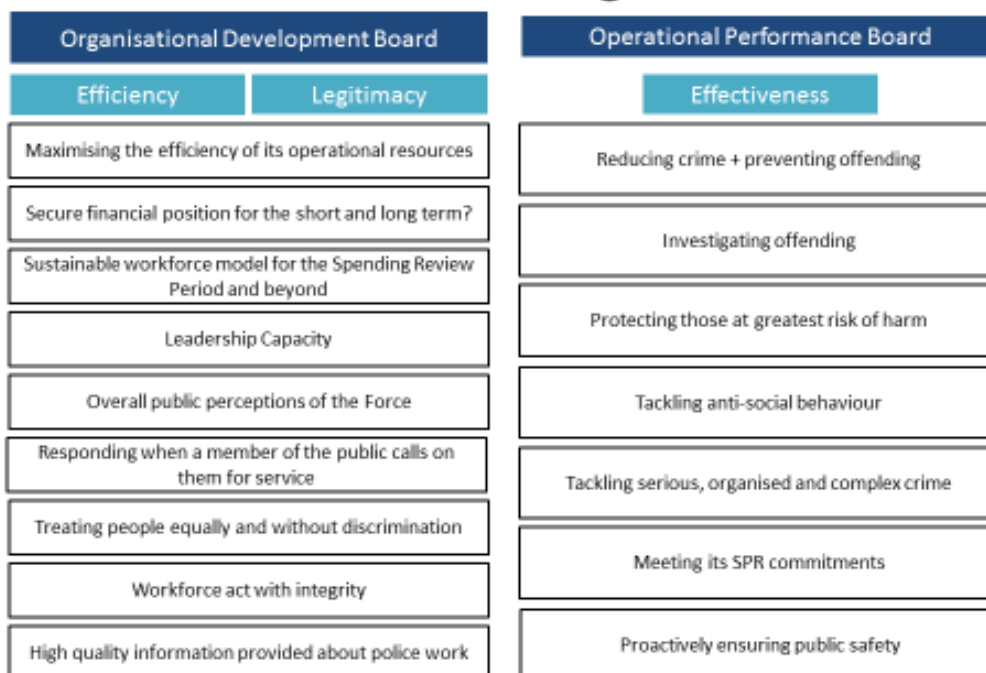 Organisational Development Board
Efficiency
Legitimacy
Maximising the efficiency of its operational resources
Secure financial position for the short and long term?
Sustainable workforce model for the Spending Review
Period and beyond
Leadership Capacity
Overall public perceptions of the Force
Responding when a member of the public calls on
them for service
Treating people equally and without discrimination
Workforce act with integrity
High quality information provided about police work
Operational Performance Board
Effectiveness
Reducing crime + preventing offending
Investigating offending
Protecting those at greatest risk of harm
Tackling anti-social behaviour
Tackling serious, organised and complex crime
Meeting its SPR commitments
Proactively ensuring public safety